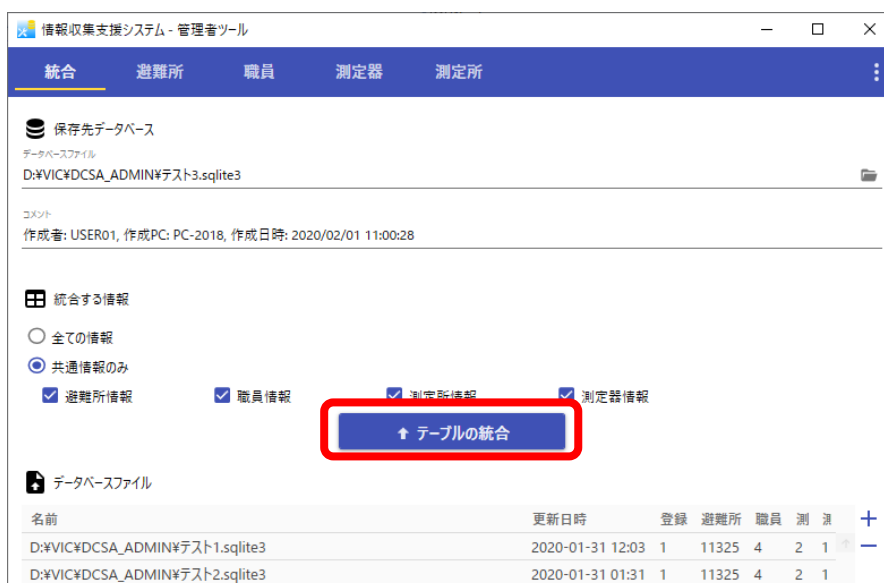 情報収集支援システム - 管理者ツール
統合 避難所 職員 測定器 測定所
保存先データベース
データベースファイル
D:¥VIC¥DCSA_ADMIN¥テスト3.sqlite3
コメント
作成者: USER01, 作成PC: PC-2018, 作成日時: 2020/02/01 11:00:28
統合する情報
全ての情報
共通情報のみ
避難所情報 職員情報 測定所情報 測定器情報
テーブルの統合
データベースファイル
名前 更新日時 登録 避難所 職員 測 測
D:¥VIC¥DCSA_ADMIN¥テスト1.sqlite3 2020-01-31 12:03 1 11325 4 2 1
D:¥VIC¥DCSA_ADMIN¥テスト2.sqlite3 2020-01-31 01:31 1 11325 4 2 1